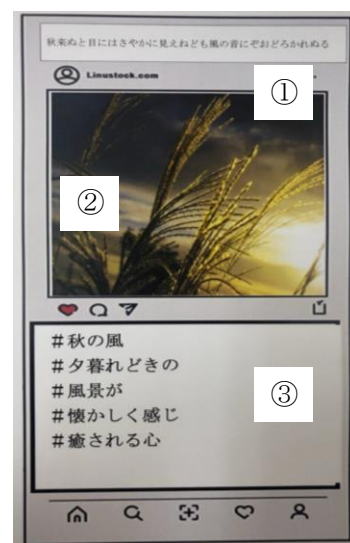 秋来ぬと目にはさやかに見えねども風の音にぞおどろかれぬる
Linustock.com
①
②
#秋の風
#夕暮れどきの
#風景が
#懐かしく感じ
#癒される心
③